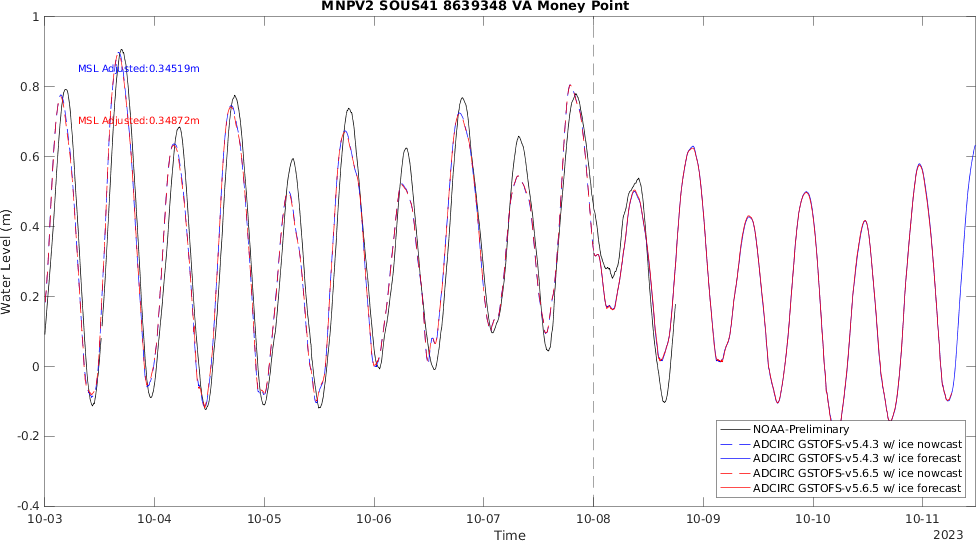 MNPV2 SOUS41 8639348 VA Money Point
1
0.8
0.6
0.4
0.2
0
-0.2
-0.4
Water Level (m)
MSL Adjusted:0.34519m
MSL Adjusted:0.34872m
NOAA-Preliminary
ADCIRC GSTOFS-v5.4.3 w/ ice nowcast
ADCIRC GSTOFS-v5.4.3 w/ ice forecast
ADCIRC GSTOFS-v5.6.5 w/ ice nowcast
ADCIRC GSTOFS-v5.6.5 w/ ice forecast
10-03 10-04 10-05 10-06 10-07 10-08 10-09 10-10 10-11
Time
2023